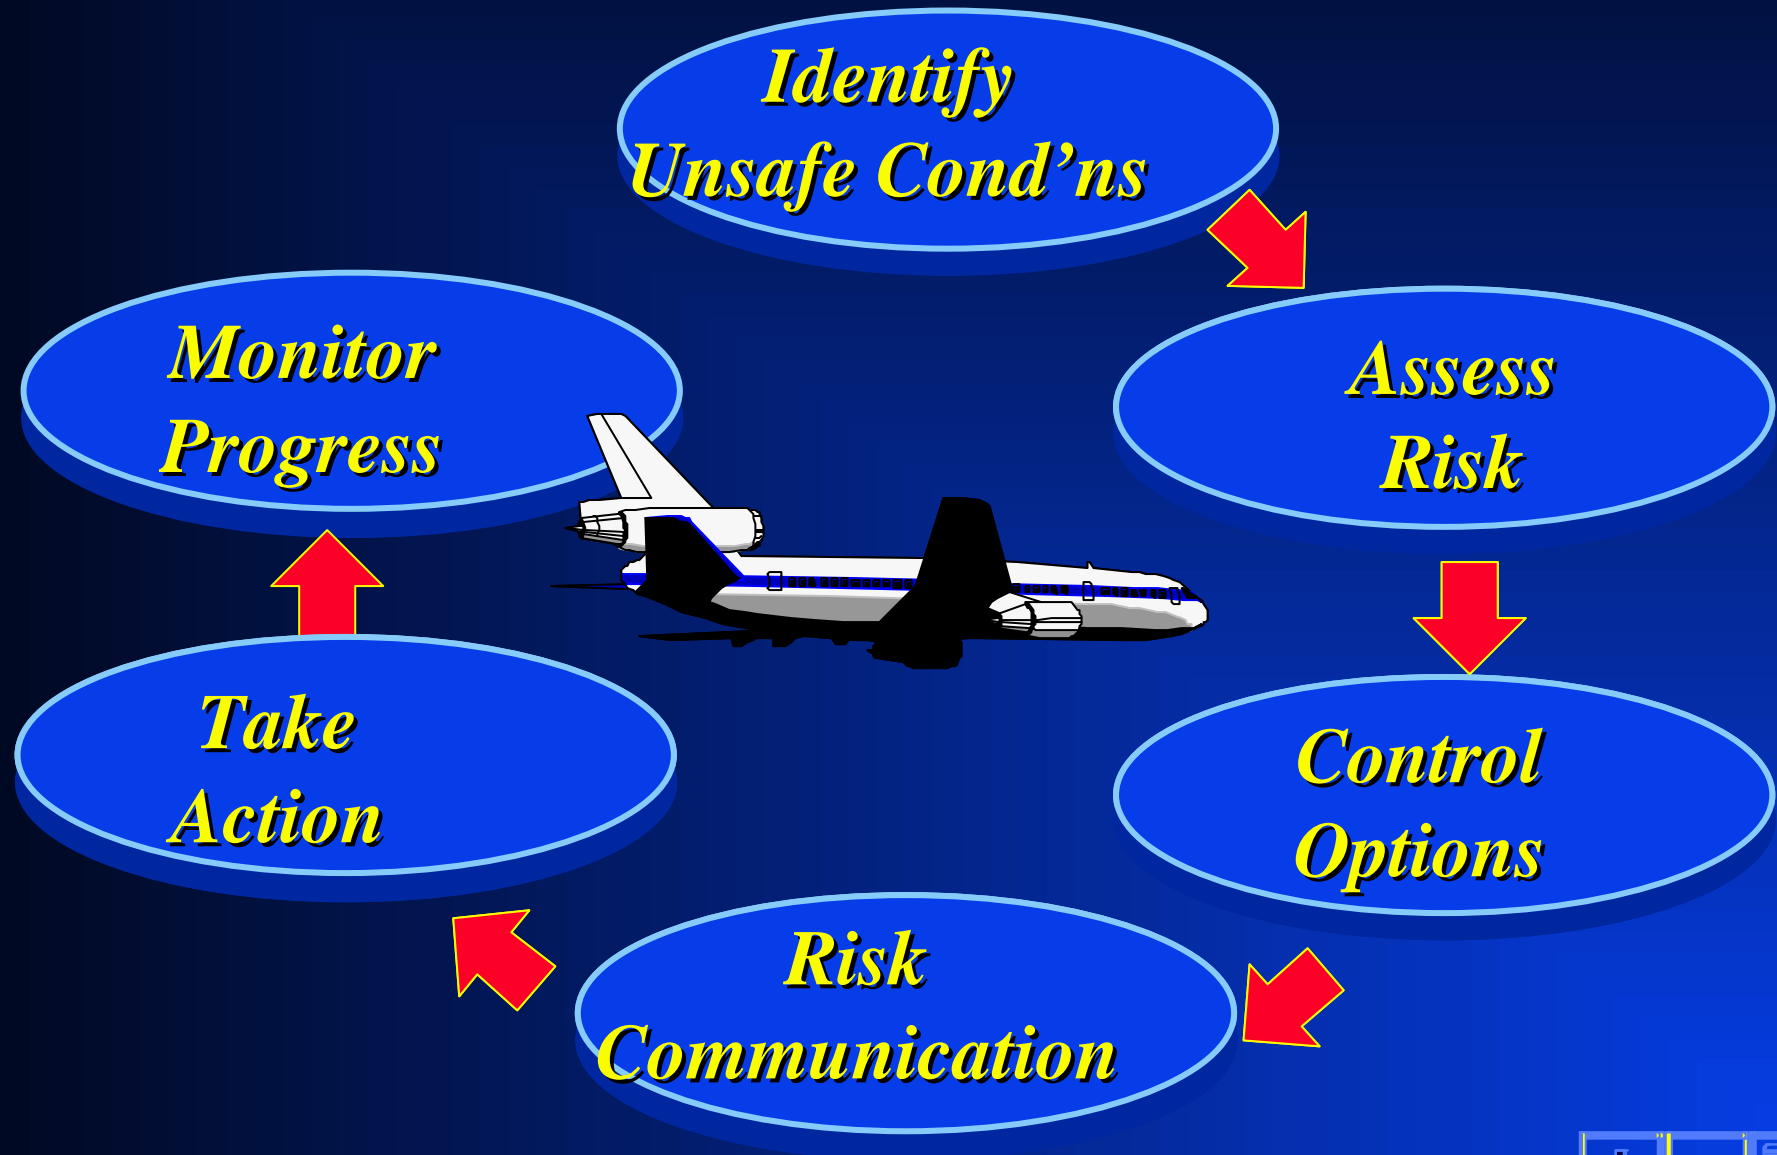 Identify
Unsafe Cond’ns
Assess
Risk
Control
Options
Risk
Communication
Take
Action
Monitor
Progress